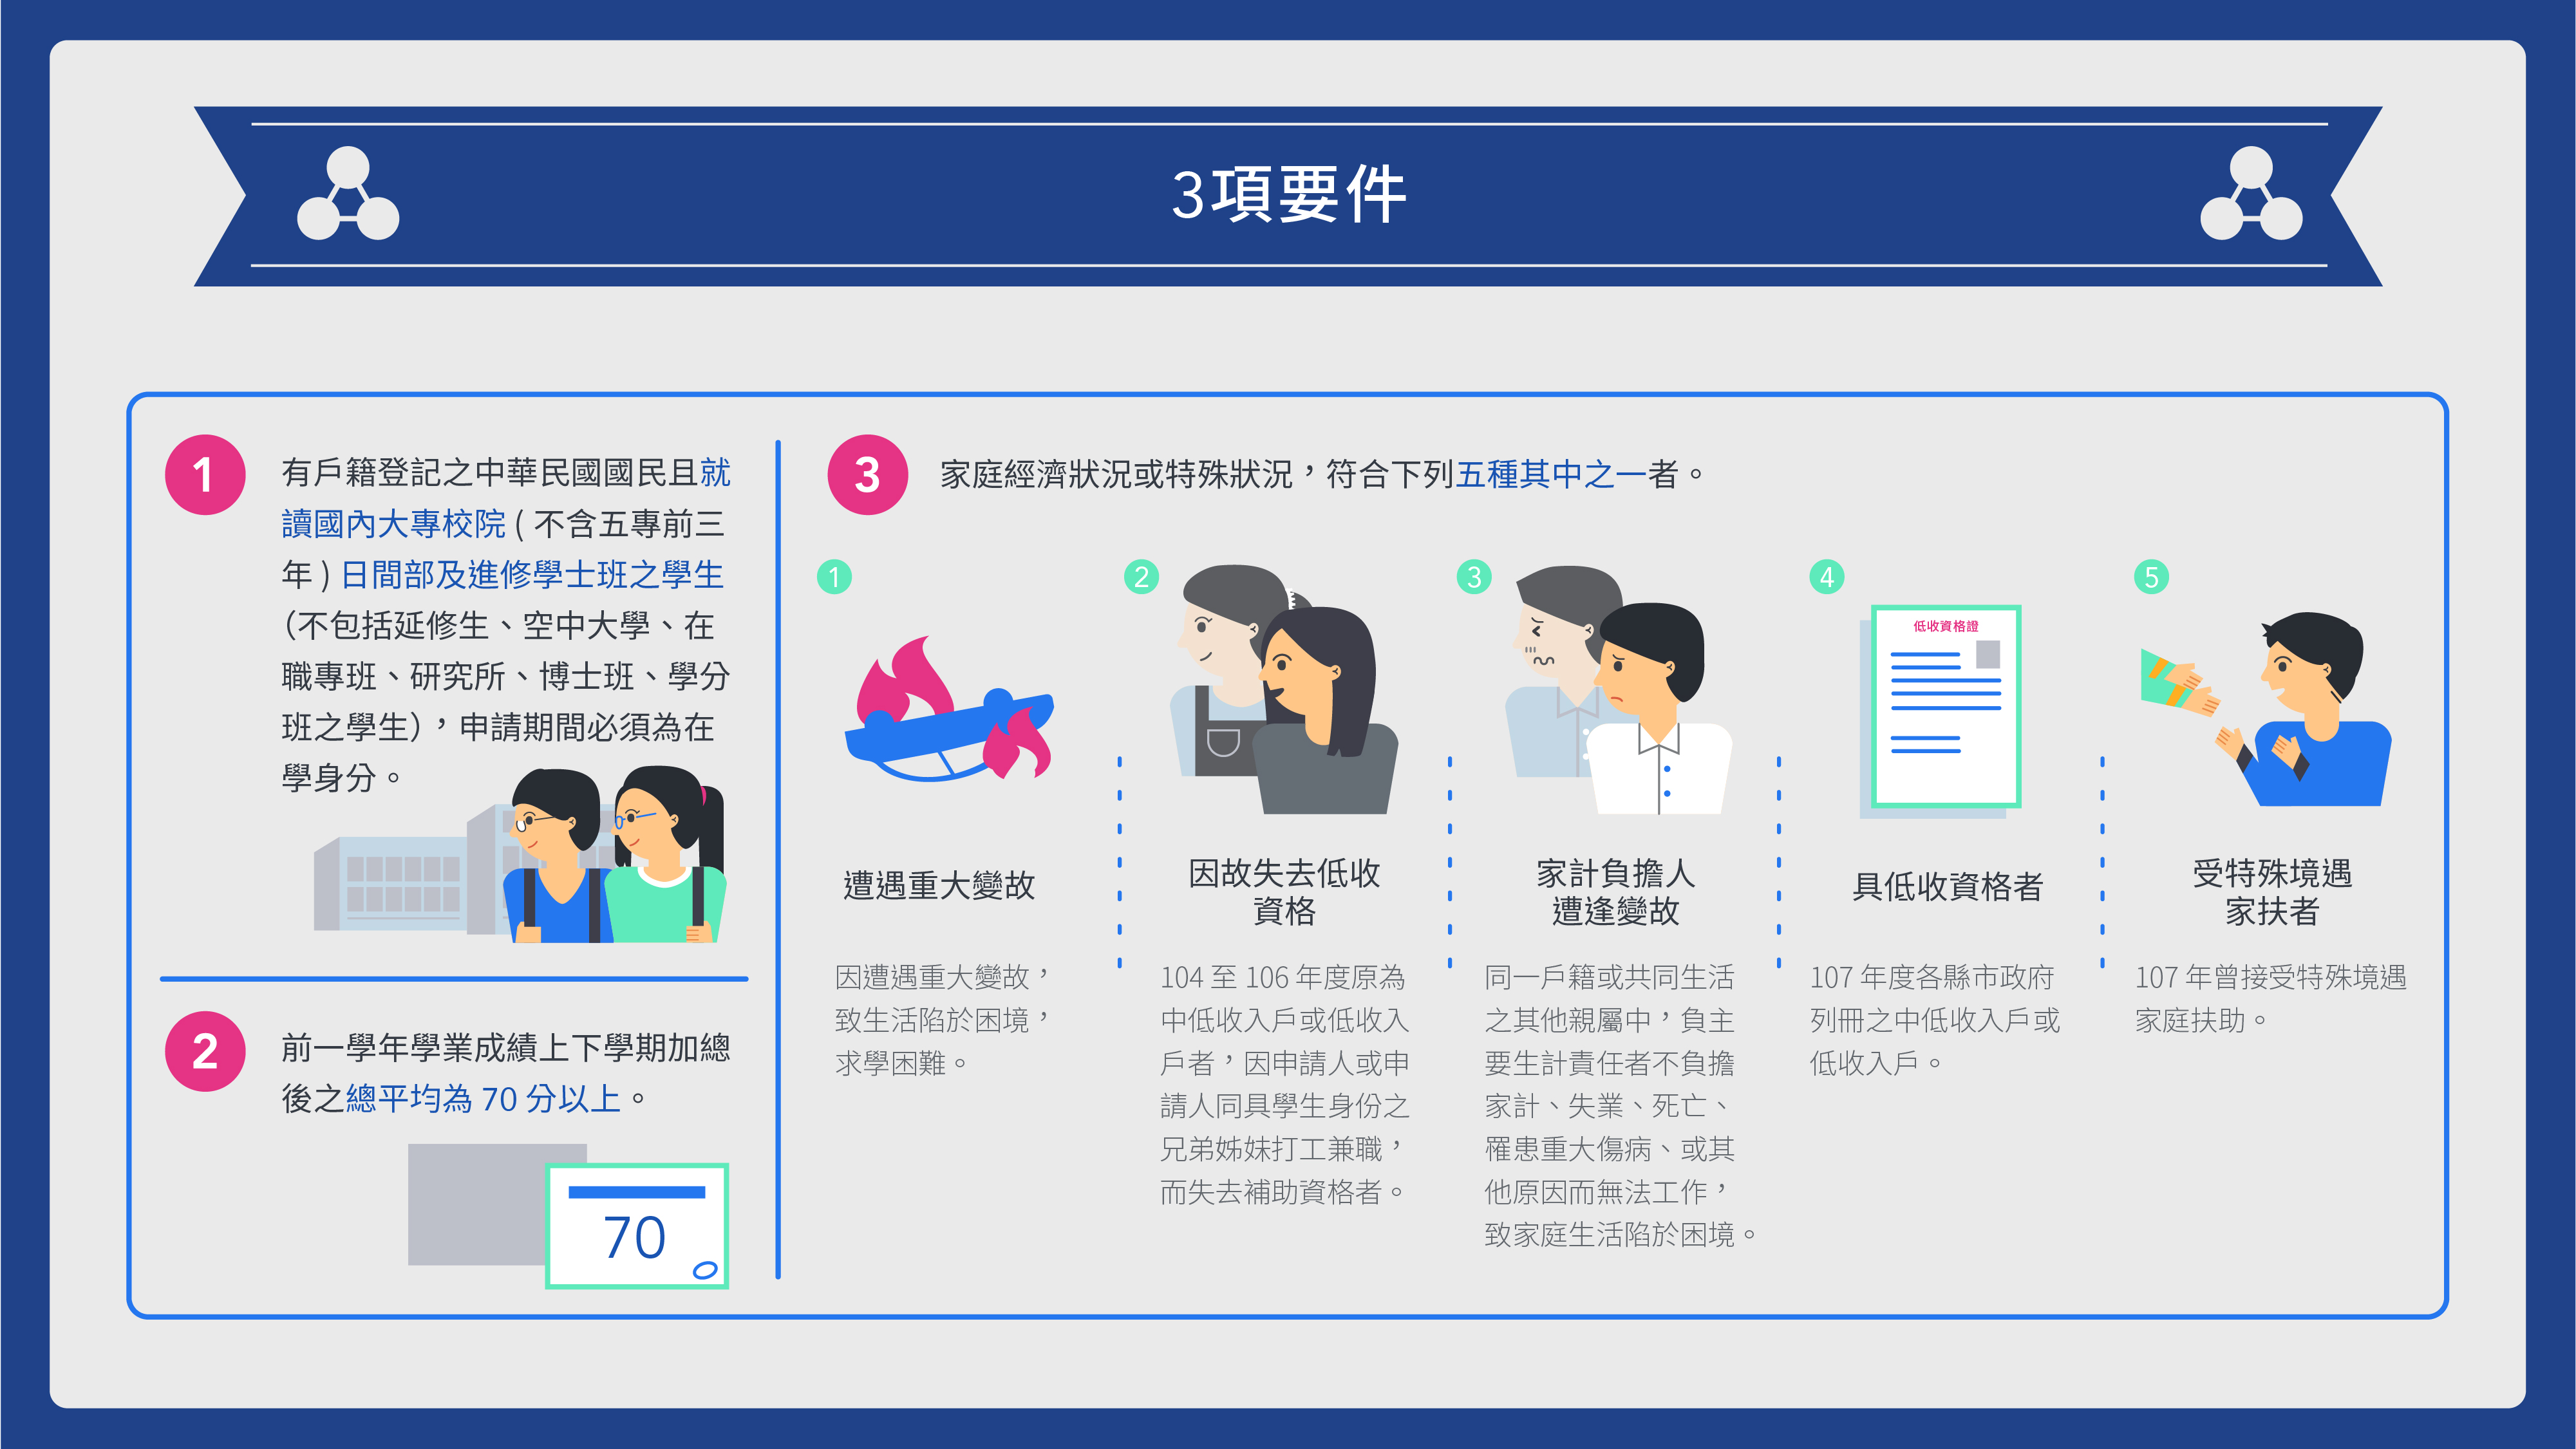 3項要件
1
有戶籍登記之中華民國國民且就
讀國內大專校院 ( 不含五專前三
年 ) 日間部及進修學士班之學生
(不包括延修生、空中大學、在
職專班、研究所、博士班、學分
班之學生)，申請期間必須為在
學身分。
2
前一學年學業成績上下學期加總
後之總平均為 70 分以上。
70
3
家庭經濟狀況或特殊狀況，符合下列五種其中之一者。
1
遭遇重大變故
因遭遇重大變故，
致生活陷於困境，
求學困難。
2
因故失去低收
資格
104 至 106 年度原為
中低收入戶或低收入
戶者，因申請人或申
請人同具學生身份之
兄弟姊妹打工兼職，
而失去補助資格者。
3
家計負擔人
遭逢變故
同一戶籍或共同生活
之其他親屬中，負主
要生計責任者不負擔
家計、失業、死亡、
罹患重大傷病、或其
他原因而無法工作，
致家庭生活陷於困境。
4
低收資格證
具低收資格者
107 年度各縣市政府
列冊之中低收入戶或
低收入戶。
5
受特殊境遇
家扶者
107 年曾接受特殊境遇
家庭扶助。